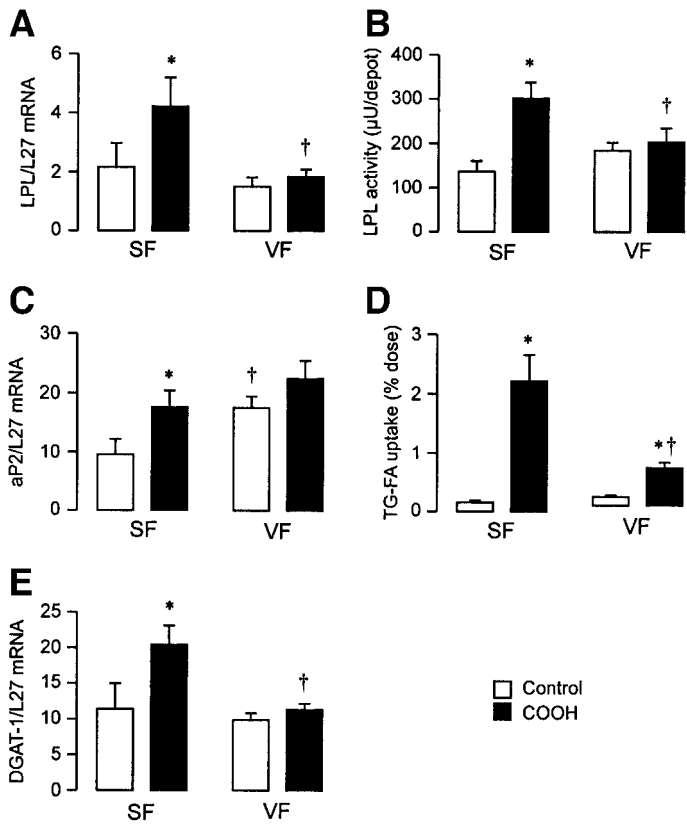 A
LPL/L27 mRNA
6
4
2
0
*
†
SF
VF
B
LPL activity (µU/depot)
400
300
200
100
0
*
†
SF
VF
C
aP2/L27 mRNA
30
20
10
0
*
†
SF
VF
D
TG-FA uptake (% dose)
3
2
1
0
*
*†
SF
VF
E
DGAT-1/L27 mRNA
25
20
15
10
5
0
*
†
SF
VF
Control
COOH